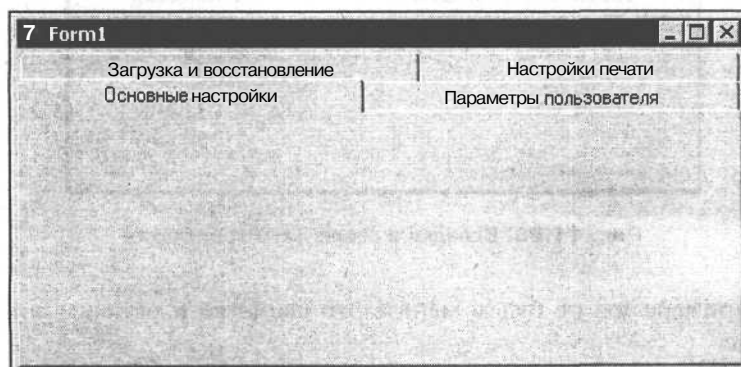 7 Form1
Загрузка и восстановление
Настройки печати
Основные настройки
Параметры пользователя